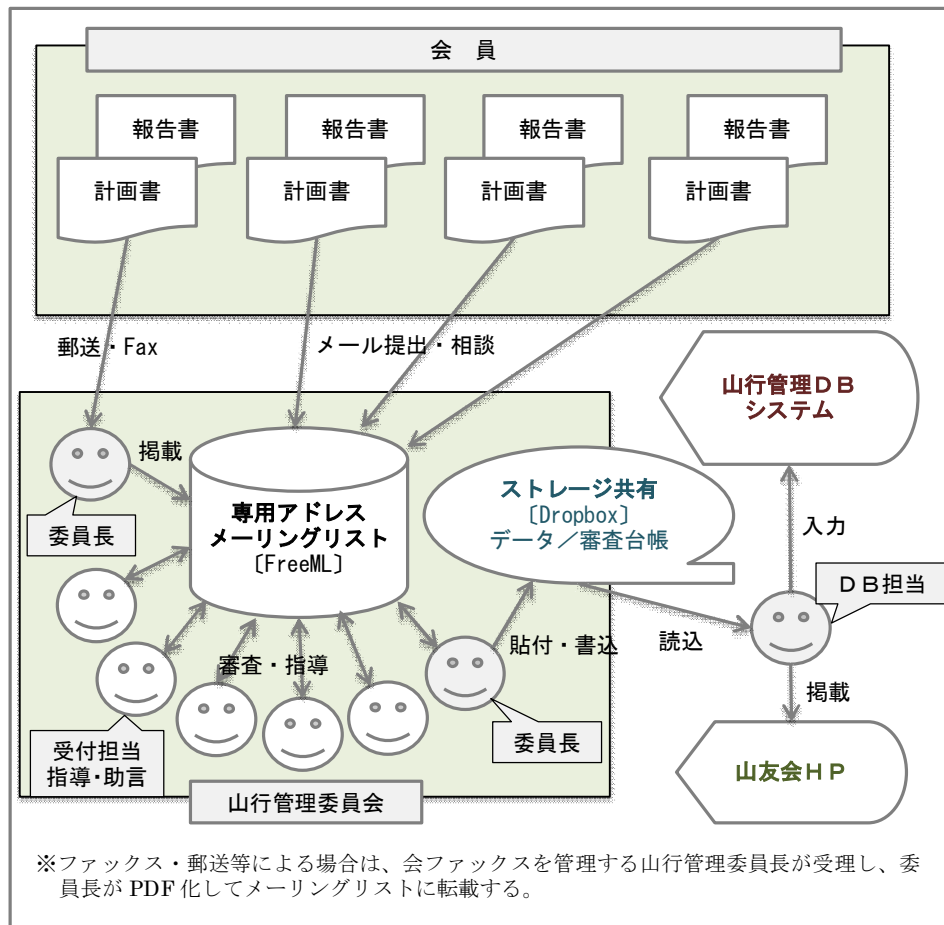 会　員
報告書
報告書
報告書
報告書
計画書
計画書
計画書
計画書
郵送・Fax
メール提出・相談
山行管理ＤＢ
システム
掲載
委員長
専用アドレス
メーリングリスト
〔FreeML〕
ストレージ共有
〔Dropbox〕
データ／審査台帳
入力
ＤＢ担当
貼付・書込
読込
審査・指導
掲載
受付担当
指導・助言
委員長
山友会ＨＰ
山行管理委員会
※ファックス・郵送等による場合は、会ファックスを管理する山行管理委員長が受理し、委
員長が PDF 化してメーリングリストに転載する。